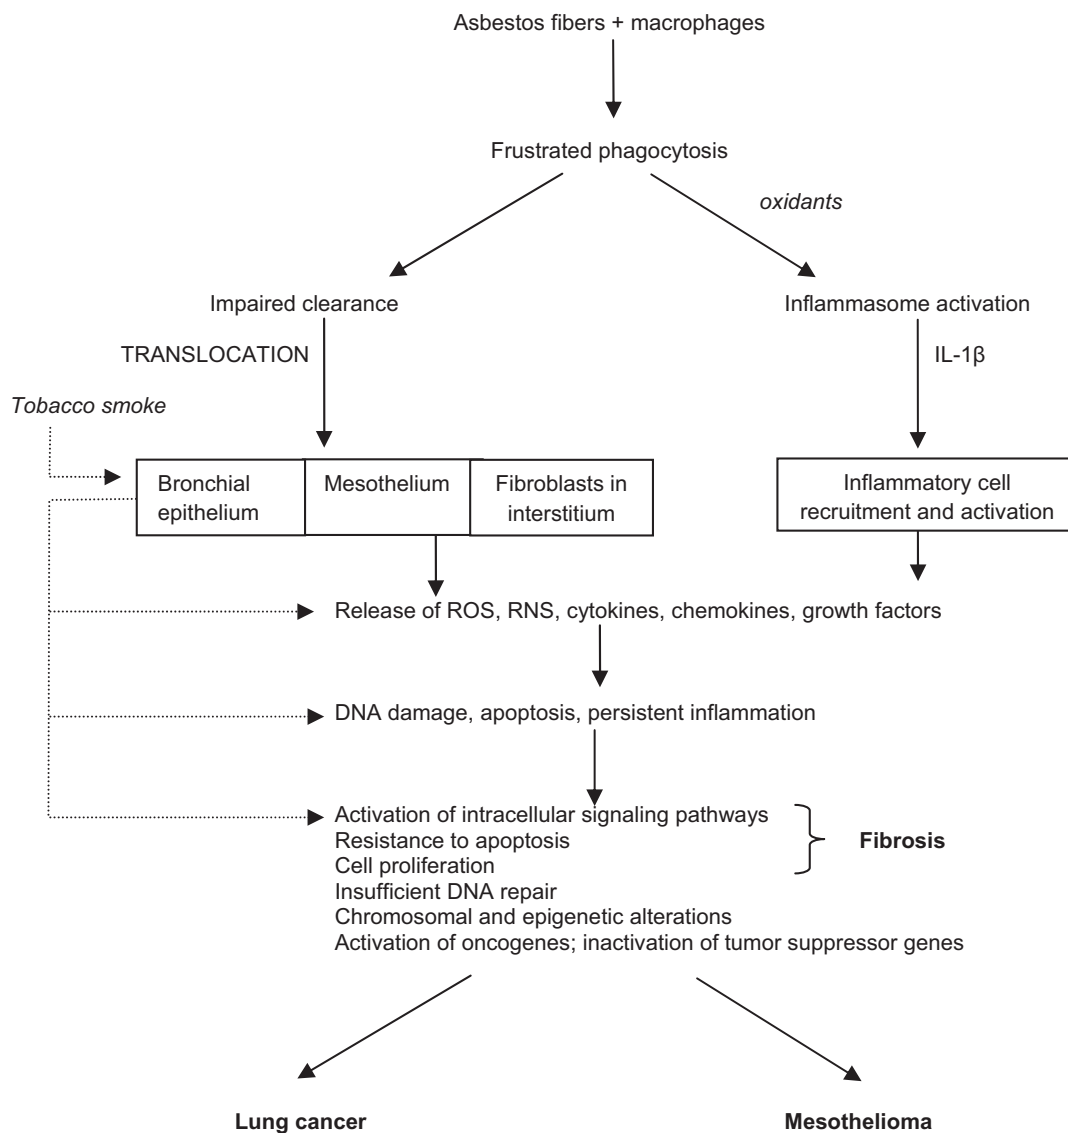 Asbestos fibers + macrophages
Frustrated phagocytosis
oxidants
Impaired clearance
Inflammasome activation
TRANSLOCATION
IL-1β
Tobacco smoke
Bronchial
epithelium
Mesothelium
Fibroblasts in
interstitium
Inflammatory cell
recruitment and activation
Release of ROS, RNS, cytokines, chemokines, growth factors
DNA damage, apoptosis, persistent inflammation
Activation of intracellular signaling pathways
Resistance to apoptosis
Cell proliferation
Fibrosis
Insufficient DNA repair
Chromosomal and epigenetic alterations
Activation of oncogenes; inactivation of tumor suppressor genes
Lung cancer
Mesothelioma